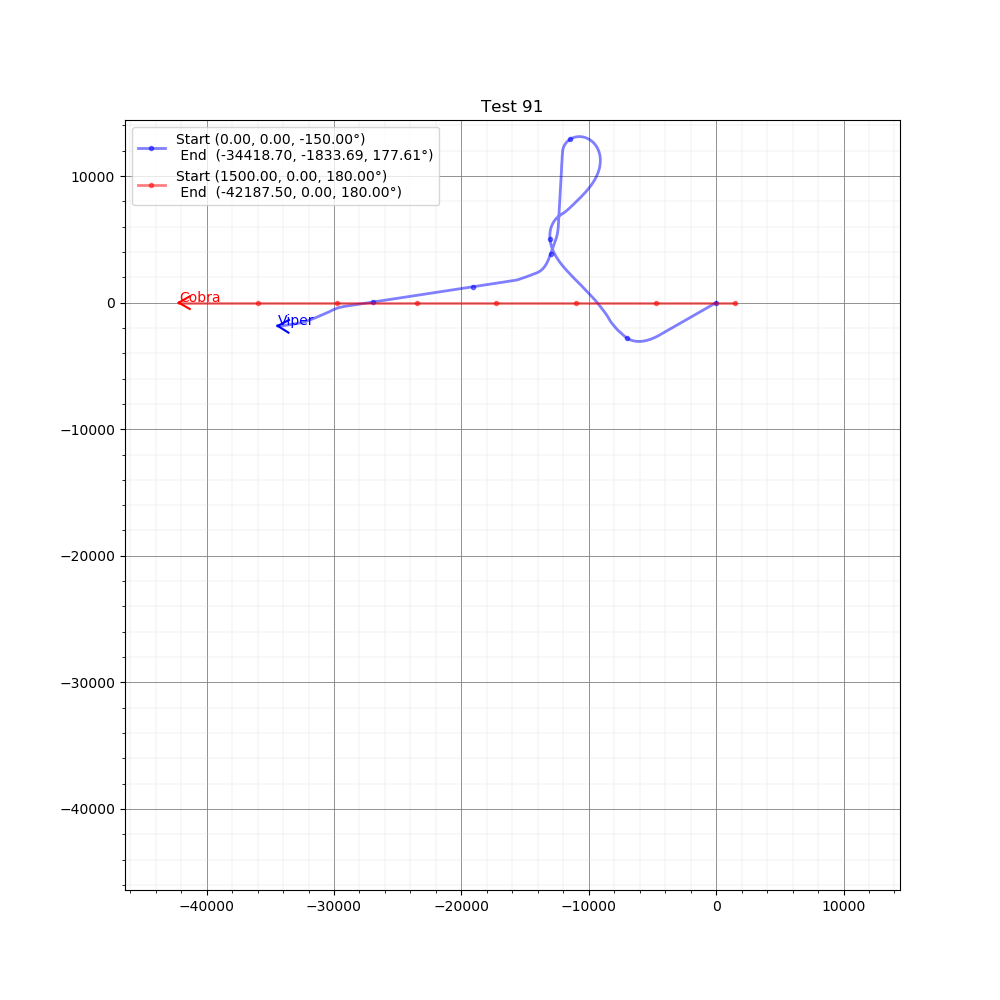 Test 91
Start (0.00, 0.00, -150.00°)
End (-34418.70, -1833.69, 177.61°)
Start (1500.00, 0.00, 180.00°)
End (-42187.50, 0.00, 180.00°)
10000
0
−10000
−20000
−30000
−40000
Cobra
Viper
−40000 −30000 −20000 −10000 0 10000